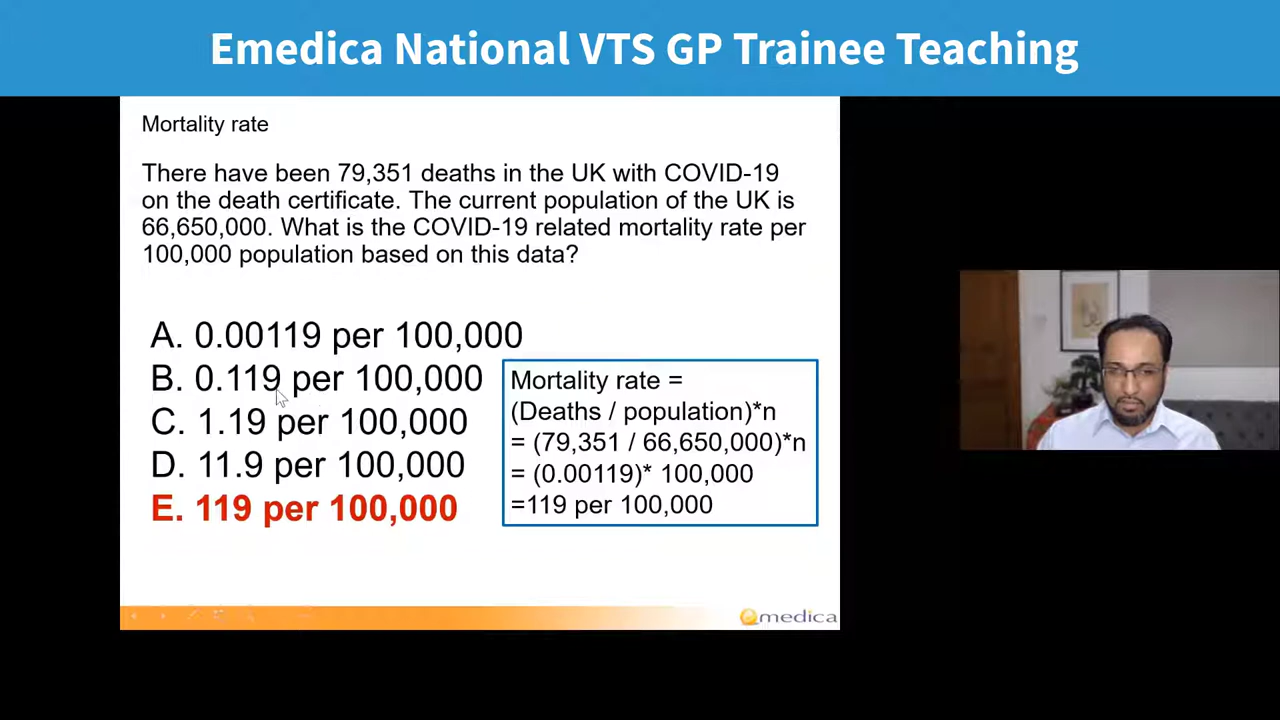 Emedica National VTS GP Trainee Teaching
Mortality rate
There have been 79,351 deaths in the UK with COVID-19
on the death certificate. The current population of the UK is
66,650,000. What is the COVID-19 related mortality rate per
100,000 population based on this data?
A. 0.00119 per 100,000
B. 0.119 per 100,000
C. 1.19 per 100,000
D. 11.9 per 100,000
E. 119 per 100,000
Mortality rate =
(Deaths / population)*n
= (79,351 / 66,650,000)*n
= (0.00119)* 100,000
=119 per 100,000
emedica